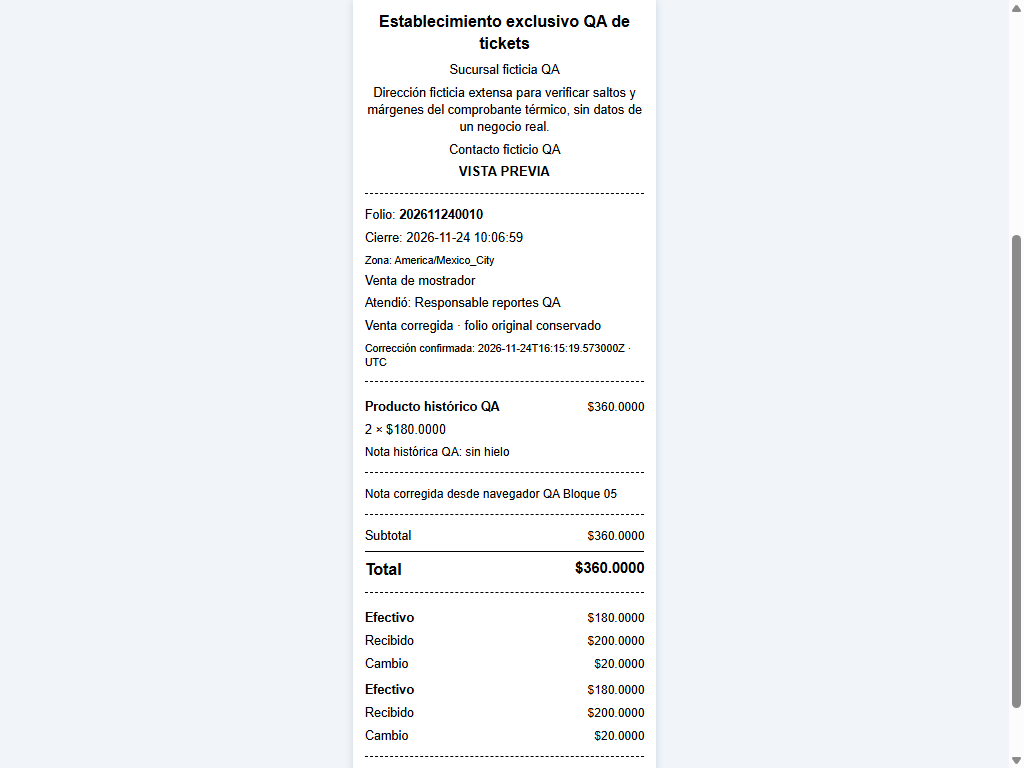 Establecimiento exclusivo QA de
tickets
Sucursal ficticia QA
Dirección ficticia extensa para verificar saltos y
márgenes del comprobante térmico, sin datos de
un negocio real.
Contacto ficticio QA
VISTA PREVIA
Folio: 202611240010
Cierre: 2026-11-24 10:06:59
Zona: America/Mexico_City
Venta de mostrador
Atendió: Responsable reportes QA
Venta corregida · folio original conservado
Corrección confirmada: 2026-11-24T16:15:19.573000Z ·
UTC
Producto histórico QA $360.0000
2 × $180.0000
Nota histórica QA: sin hielo
Nota corregida desde navegador QA Bloque 05
Subtotal $360.0000
Total $360.0000
Efectivo $180.0000
Recibido $200.0000
Cambio $20.0000
Efectivo $180.0000
Recibido $200.0000
Cambio $20.0000